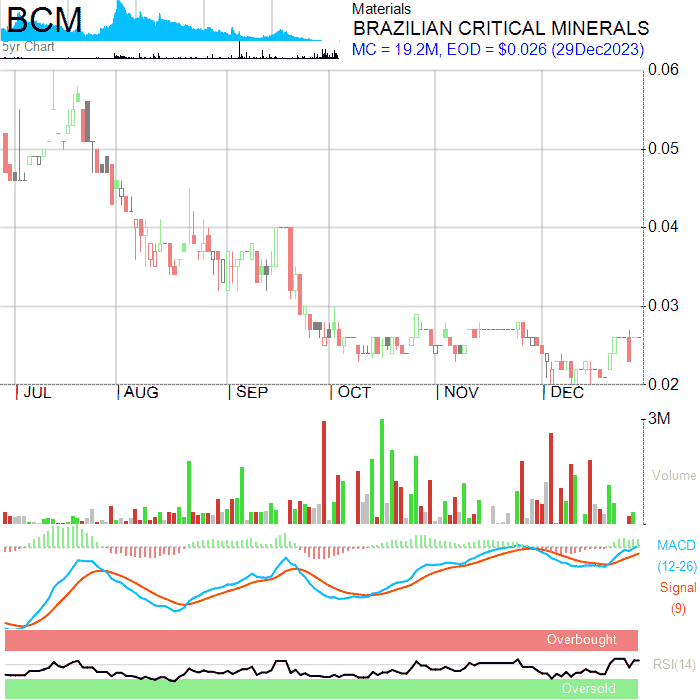 BCM
5yr Chart
Materials
BRAZILIAN CRITICAL MINERALS
MC = 19.2M, EOD = $0.026 (29Dec2023)
0.06
0.05
0.04
0.03
0.02
JUL AUG SEP OCT NOV DEC
3M
Volume
MACD
(12-26)
Signal
(9)
Overbought
RSI(14)
Oversold